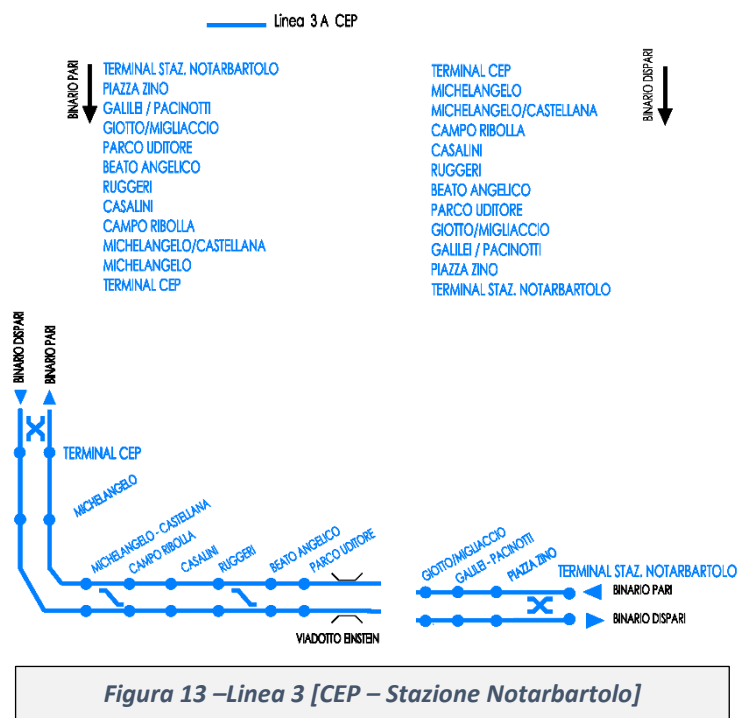 Linea 3 A CEP
BINARIO PARI
TERMINAL STAZ. NOTARBARTOLO
PIAZZA ZINO
GALILEI / PACINOTTI
GIOTTO/MIGLIACCIO
PARCO UDITORE
BEATO ANGELICO
RUGGERI
CASALINI
CAMPO RIBOLLA
MICHELANGELO/CASTELLANA
MICHELANGELO
TERMINAL CEP
TERMINAL CEP
MICHELANGELO
MICHELANGELO/CASTELLANA
CAMPO RIBOLLA
CASALINI
RUGGERI
BEATO ANGELICO
PARCO UDITORE
GIOTTO/MIGLIACCIO
GALILEI / PACINOTTI
PIAZZA ZINO
TERMINAL STAZ. NOTARBARTOLO
BINARIO DISPARI
BINARIO DISPARI
BINARIO PARI
TERMINAL CEP
MICHELANGELO
MICHELANGELO - CASTELLANA
CAMPO RIBOLLA
CASALINI
RUGGERI
BEATO ANGELICO
PARCO UDITORE
GIOTTO/MIGLIACCIO
GALILEI - PACINOTTI
PIAZZA ZINO
TERMINAL STAZ. NOTARBARTOLO
BINARIO PARI
BINARIO DISPARI
VIADOTTO EINSTEIN
Figura 13 –Linea 3 [CEP – Stazione Notarbartolo]